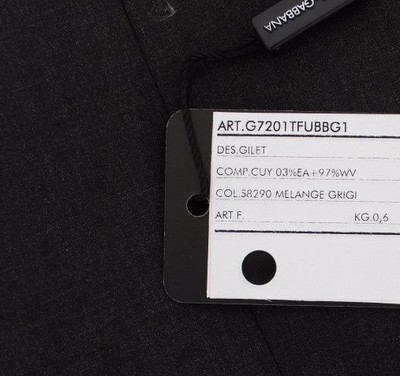 GABBANA
ART.G7201TFUBBG1
DES.GILET
COMP.CUY 03%EA+97%WV
COL.S8290 MELANGE GRIGI
ART F. KG.0,6